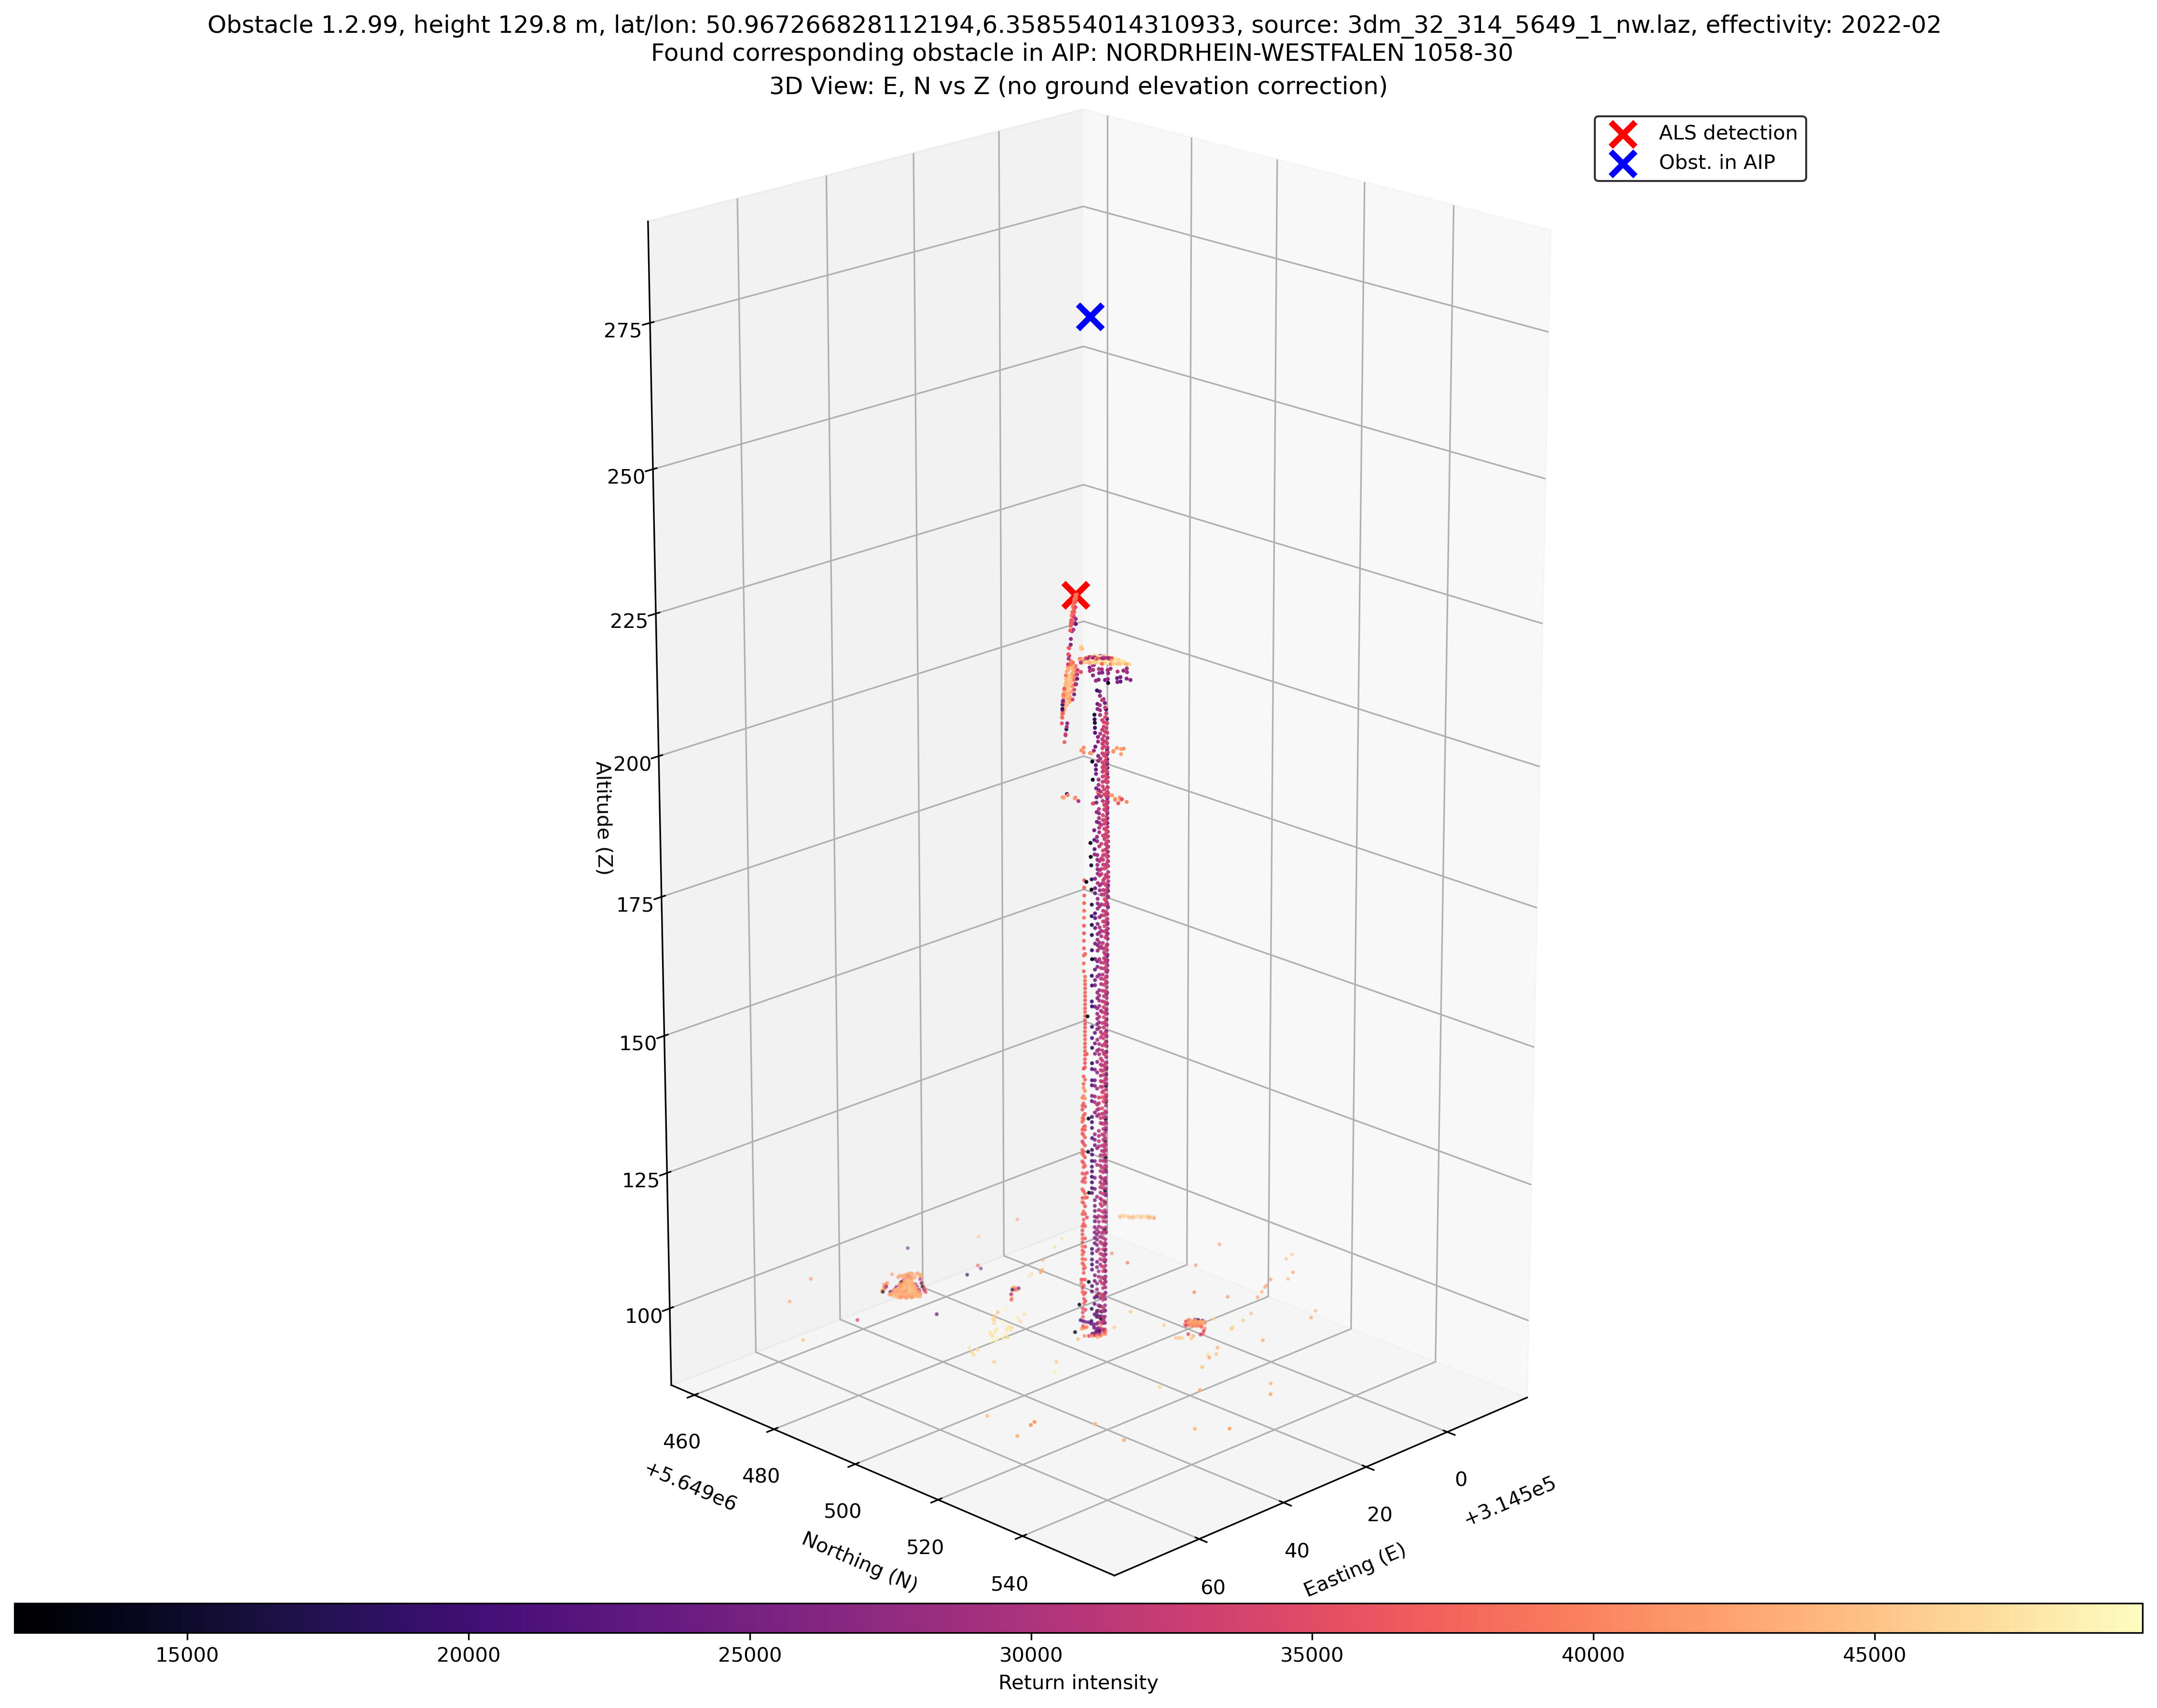 Obstacle 1.2.99, height 129.8 m, lat/lon: 50.967266828112194,6.358554014310933, source: 3dm_32_314_5649_1_nw.laz, effectivity: 2022-02
Found corresponding obstacle in AIP: NORDRHEIN-WESTFALEN 1058-30
3D View: E, N vs Z (no ground elevation correction)
ALS detection
Obst. in AIP
275
250
225
200
175
150
125
100
Altitude (Z)
460
480
500
520
540
+5.649e6
Northing (N)
0
20
40
60
+3.145e5
Easting (E)
15000
20000
25000
30000
35000
40000
45000
Return intensity